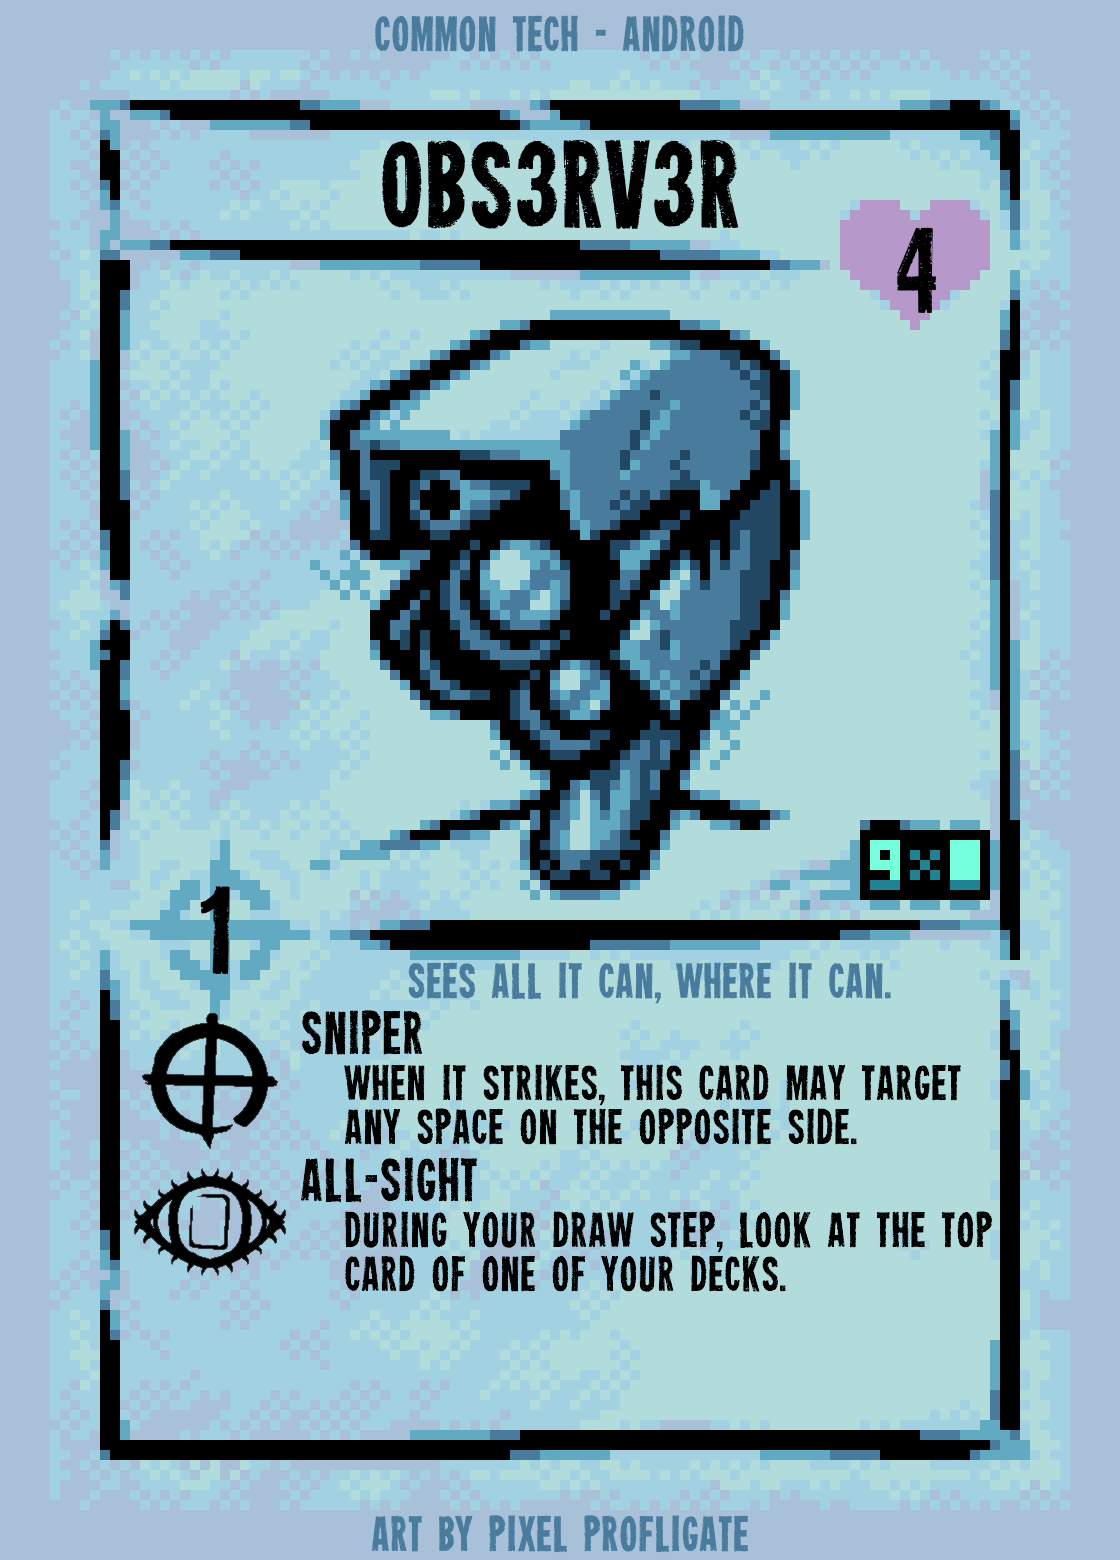 COMMON TECH - ANDROID
OBS3RV3R
4
9 X
1
SEES ALL IT CAN, WHERE IT CAN.
SNIPER
WHEN IT STRIKES, THIS CARD MAY TARGET
ANY SPACE ON THE OPPOSITE SIDE.
ALL-SIGHT
DURING YOUR DRAW STEP, LOOK AT THE TOP
CARD OF ONE OF YOUR DECKS.
ART BY PIXEL PROFLIGATE